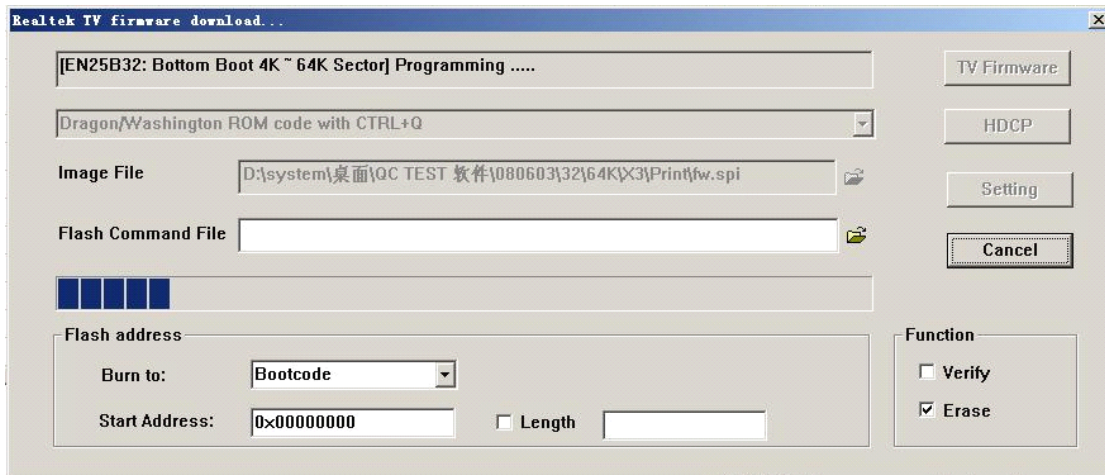 Realtek TV firmware download...
[EN25B32: Bottom Boot 4K ~ 64K Sector] Programming .....
TV Firmware
Dragon/Washington ROM code with CTRL+Q
HDCP
Image File
D:\system\桌面\QC TEST 软件\080603\32\64K\X3\Print\fw.spi
Setting
Flash Command File
Cancel
Flash address
Function
Burn to:
Bootcode
Verify
Start Address:
0x00000000
Length
Erase